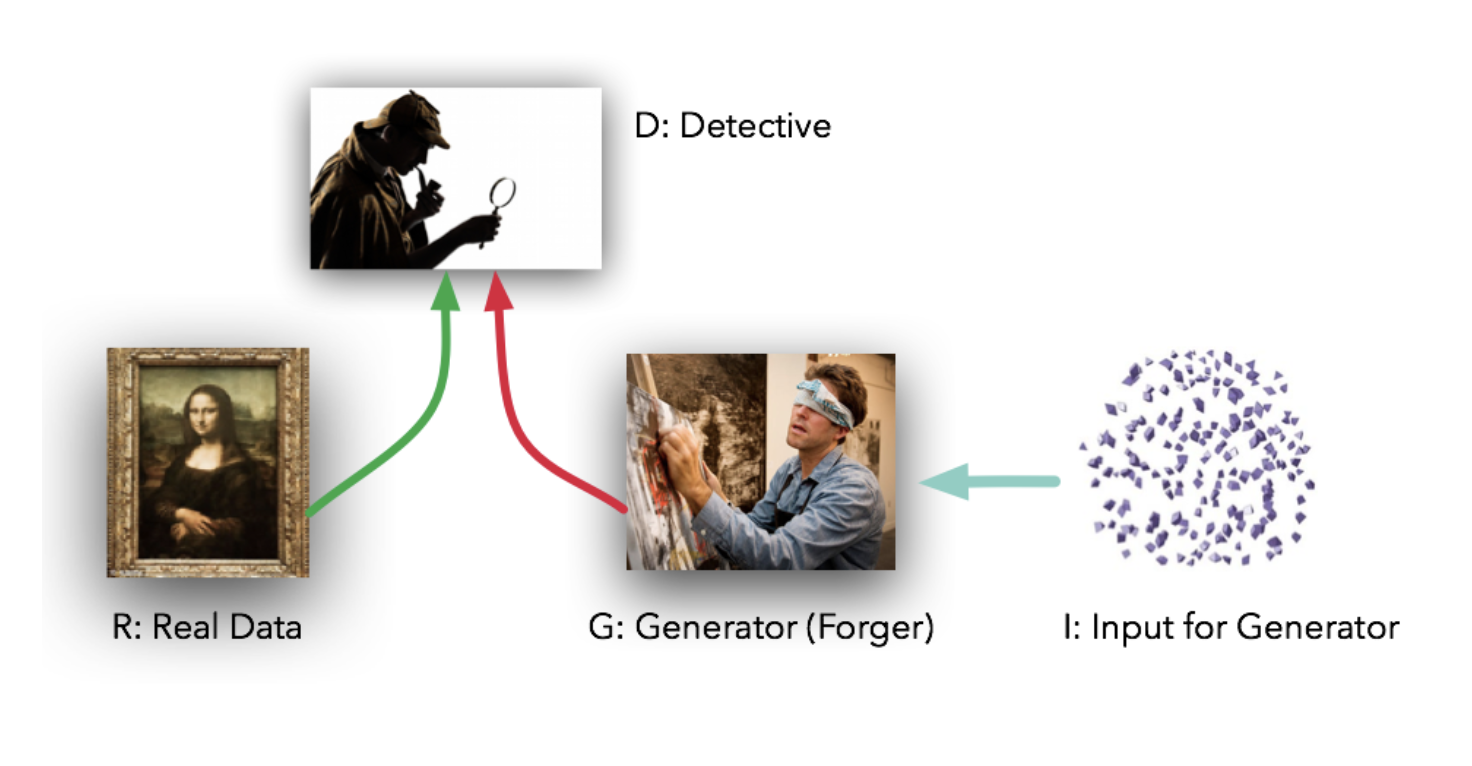 D: Detective
R: Real Data
G: Generator (Forger)
I: Input for Generator